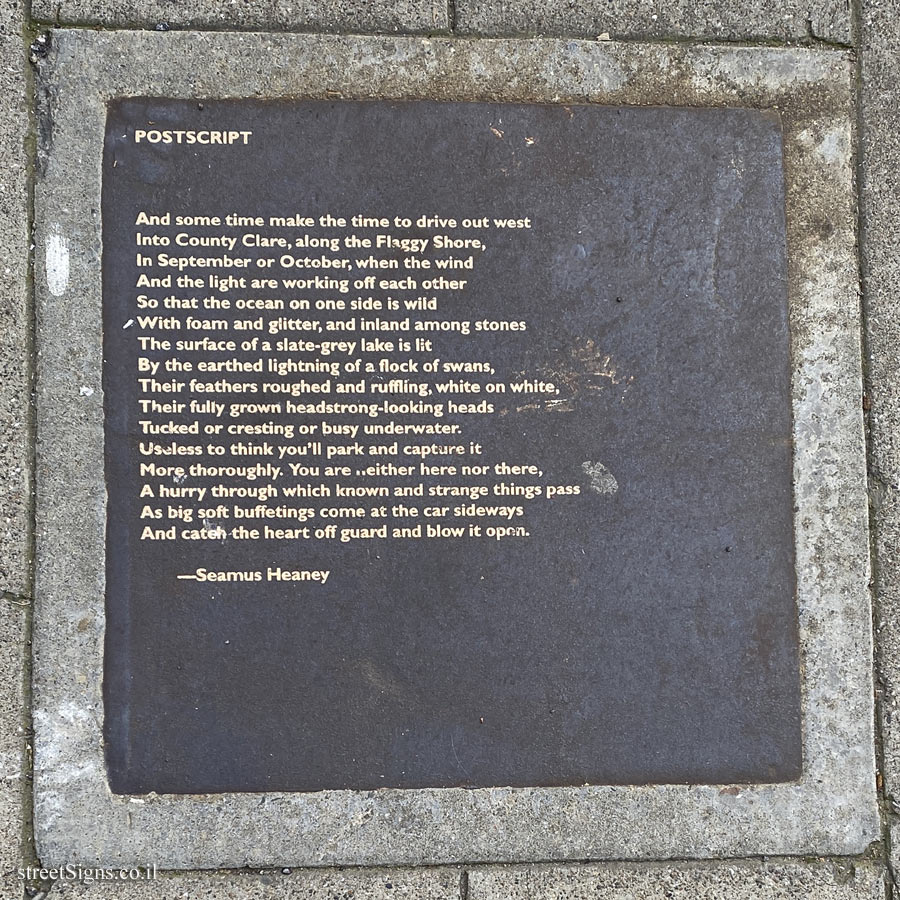 POSTSCRIPT
And some time make the time to drive out west
Into County Clare, along the Flaggy Shore,
In September or October, when the wind
And the light are working off each other
So that the ocean on one side is wild
With foam and glitter, and inland among stones
The surface of a slate-grey lake is lit
By the earthed lightning of a flock of swans,
Their feathers roughed and ruffling, white on white,
Their fully grown headstrong-looking heads
Tucked or cresting or busy underwater.
Useless to think you'll park and capture it
More thoroughly. You are neither here nor there,
A hurry through which known and strange things pass
As big soft buffetings come at the car sideways
And catch the heart off guard and blow it open.
—Seamus Heaney
streetSigns.co.il